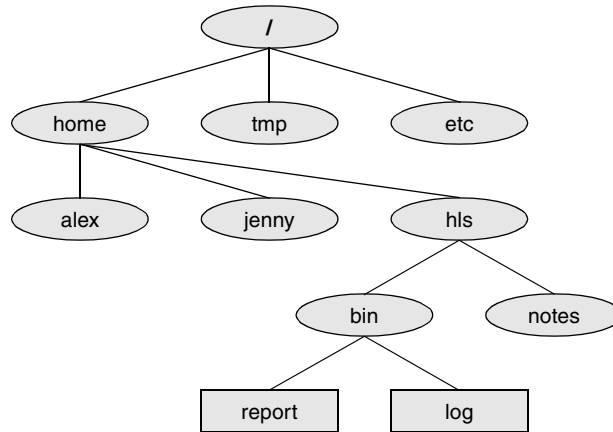 /
home tmp etc
alex jenny hls
bin notes
report log